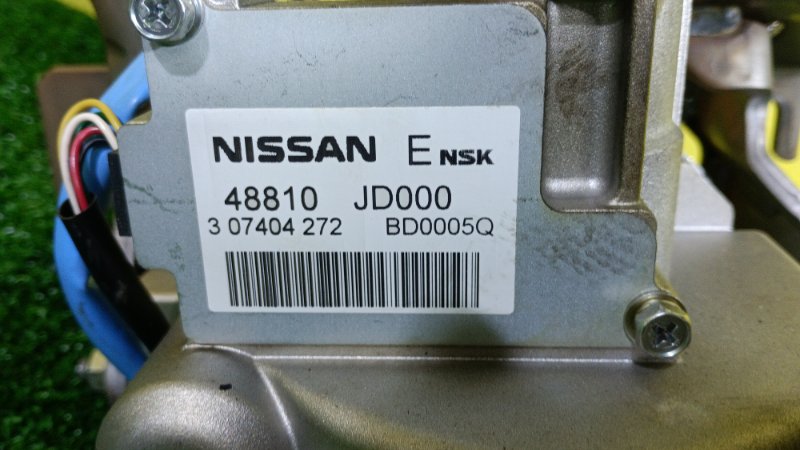 NISSAN E NSK
48810 JD000
3 07404 272 BD0005Q